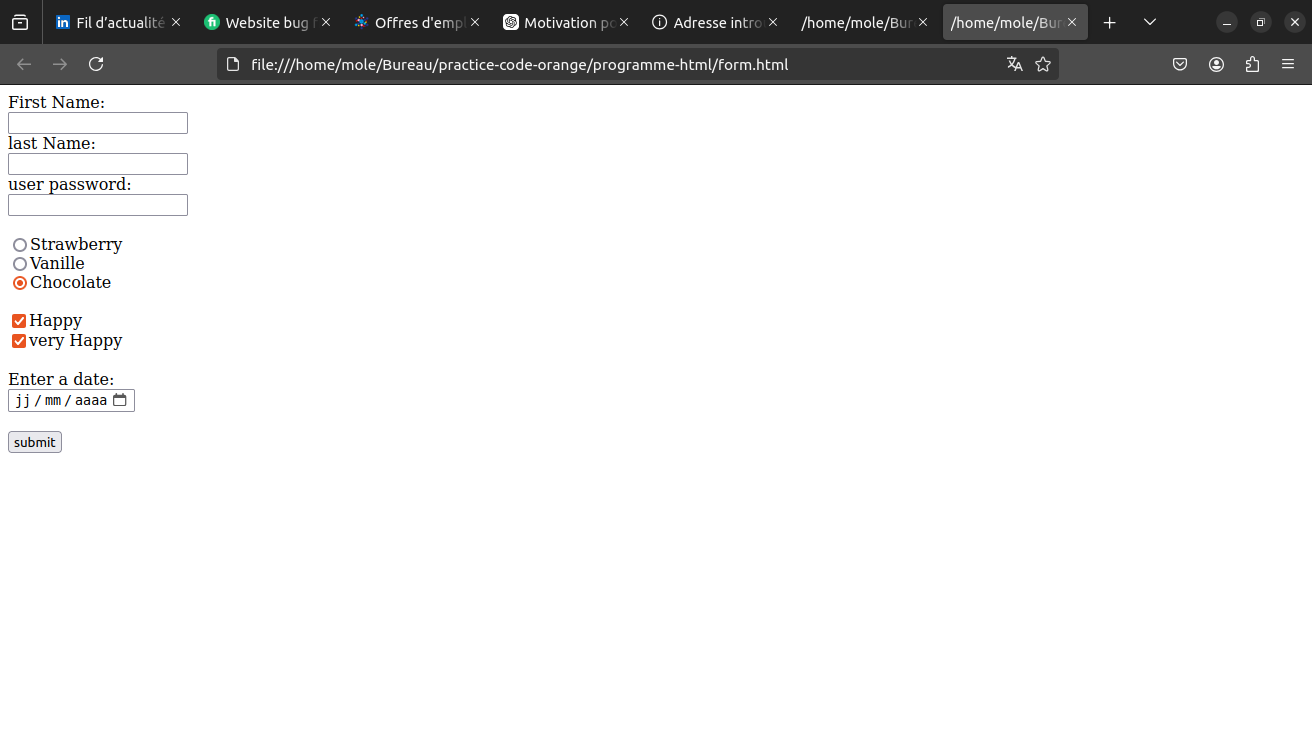 Fil d'actualité
Website bug f
Offres d'empl
Motivation po
Adresse intro
/home/mole/Bur
/home/mole/Bur
file:///home/mole/Bureau/practice-code-orange/programme-html/form.html
First Name:
last Name:
user password:
Strawberry
Vanille
Chocolate
Happy
very Happy
Enter a date:
jj / mm / aaaa
submit